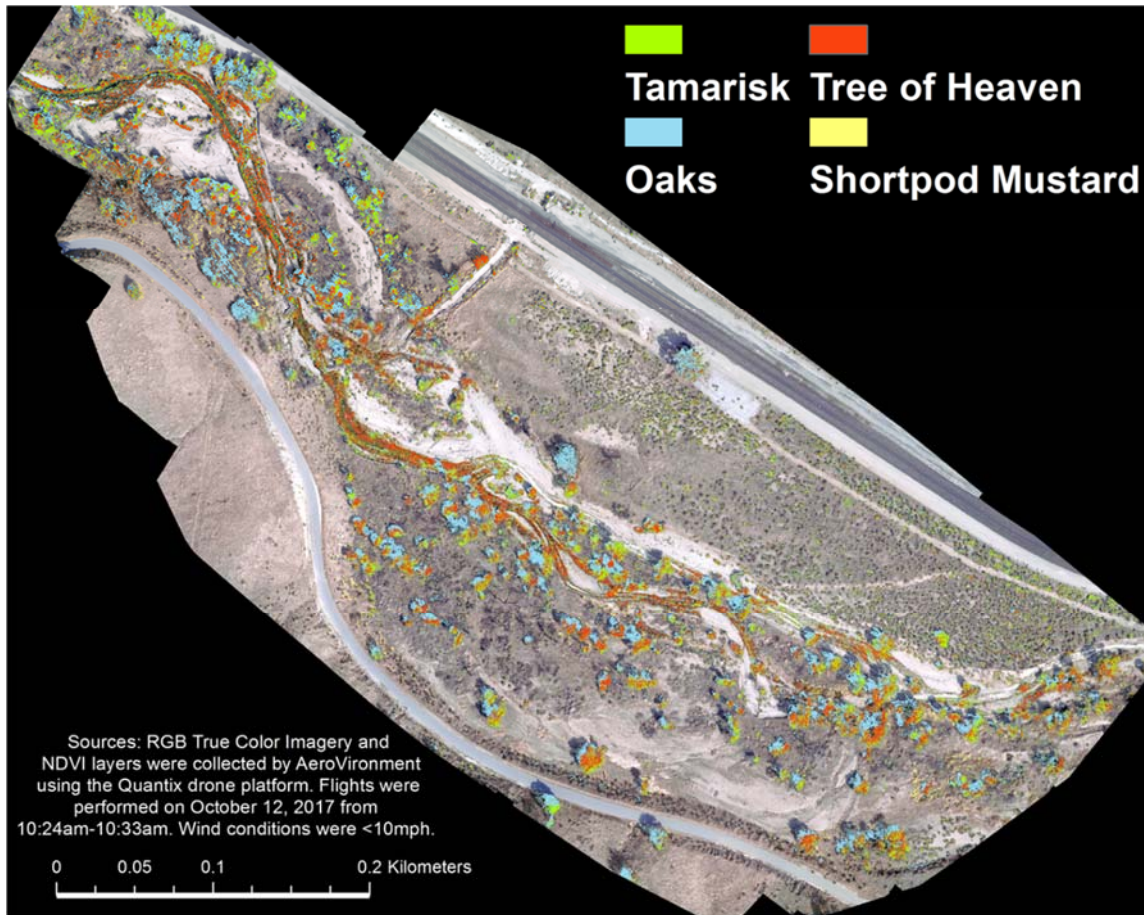 Tamarisk Tree of Heaven
Oaks Shortpod Mustard
Sources: RGB True Color Imagery and
NDVI layers were collected by AeroVironment
using the Quantix drone platform. Flights were
performed on October 12, 2017 from
10:24am-10:33am. Wind conditions were <10mph.
0 0.05 0.1 0.2 Kilometers